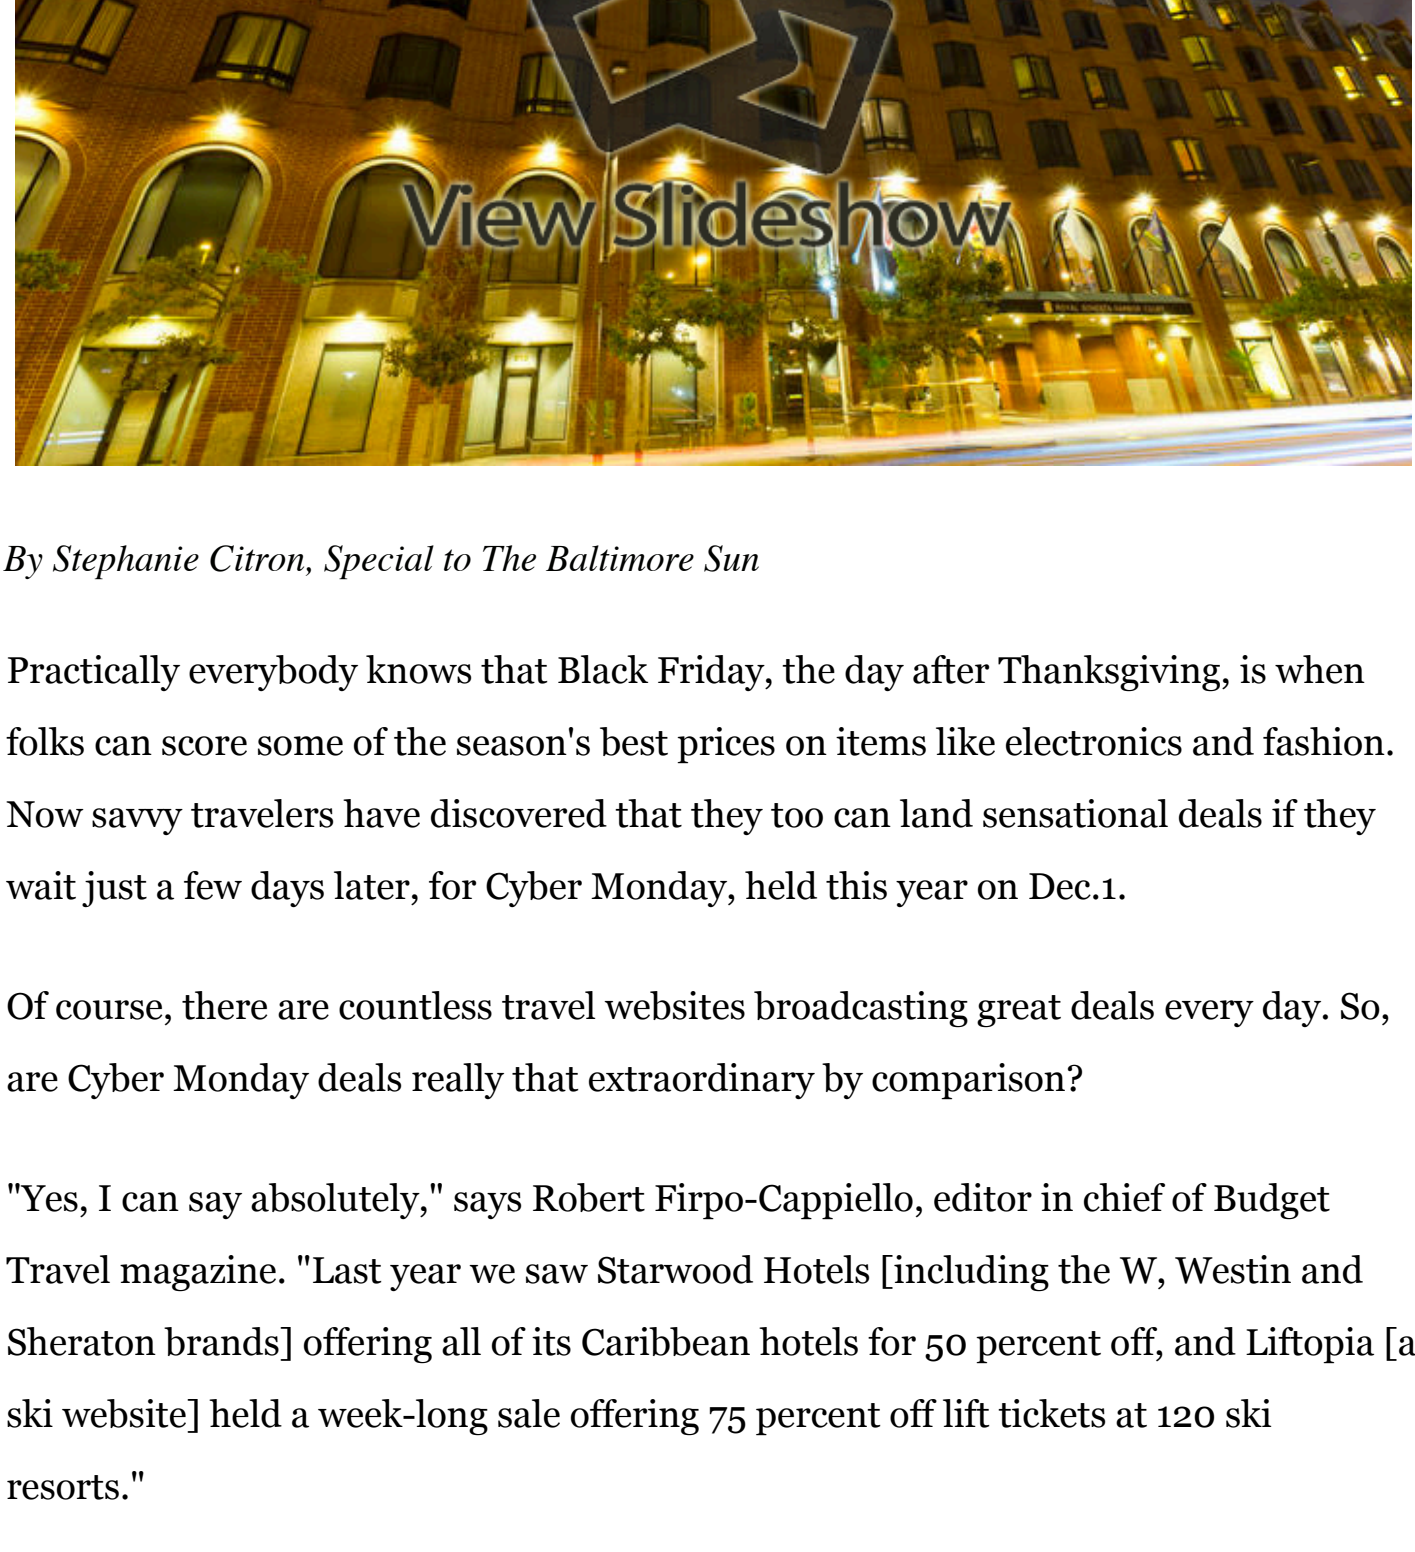 View Slideshow
By Stephanie Citron, Special to The Baltimore Sun
Practically everybody knows that Black Friday, the day after Thanksgiving, is when
folks can score some of the season's best prices on items like electronics and fashion.
Now savvy travelers have discovered that they too can land sensational deals if they
wait just a few days later, for Cyber Monday, held this year on Dec.1.
Of course, there are countless travel websites broadcasting great deals every day. So,
are Cyber Monday deals really that extraordinary by comparison?
"Yes, I can say absolutely," says Robert Firpo-Cappiello, editor in chief of Budget
Travel magazine. "Last year we saw Starwood Hotels [including the W, Westin and
Sheraton brands] offering all of its Caribbean hotels for 50 percent off, and Liftopia [a
ski website] held a week-long sale offering 75 percent off lift tickets at 120 ski
resorts."